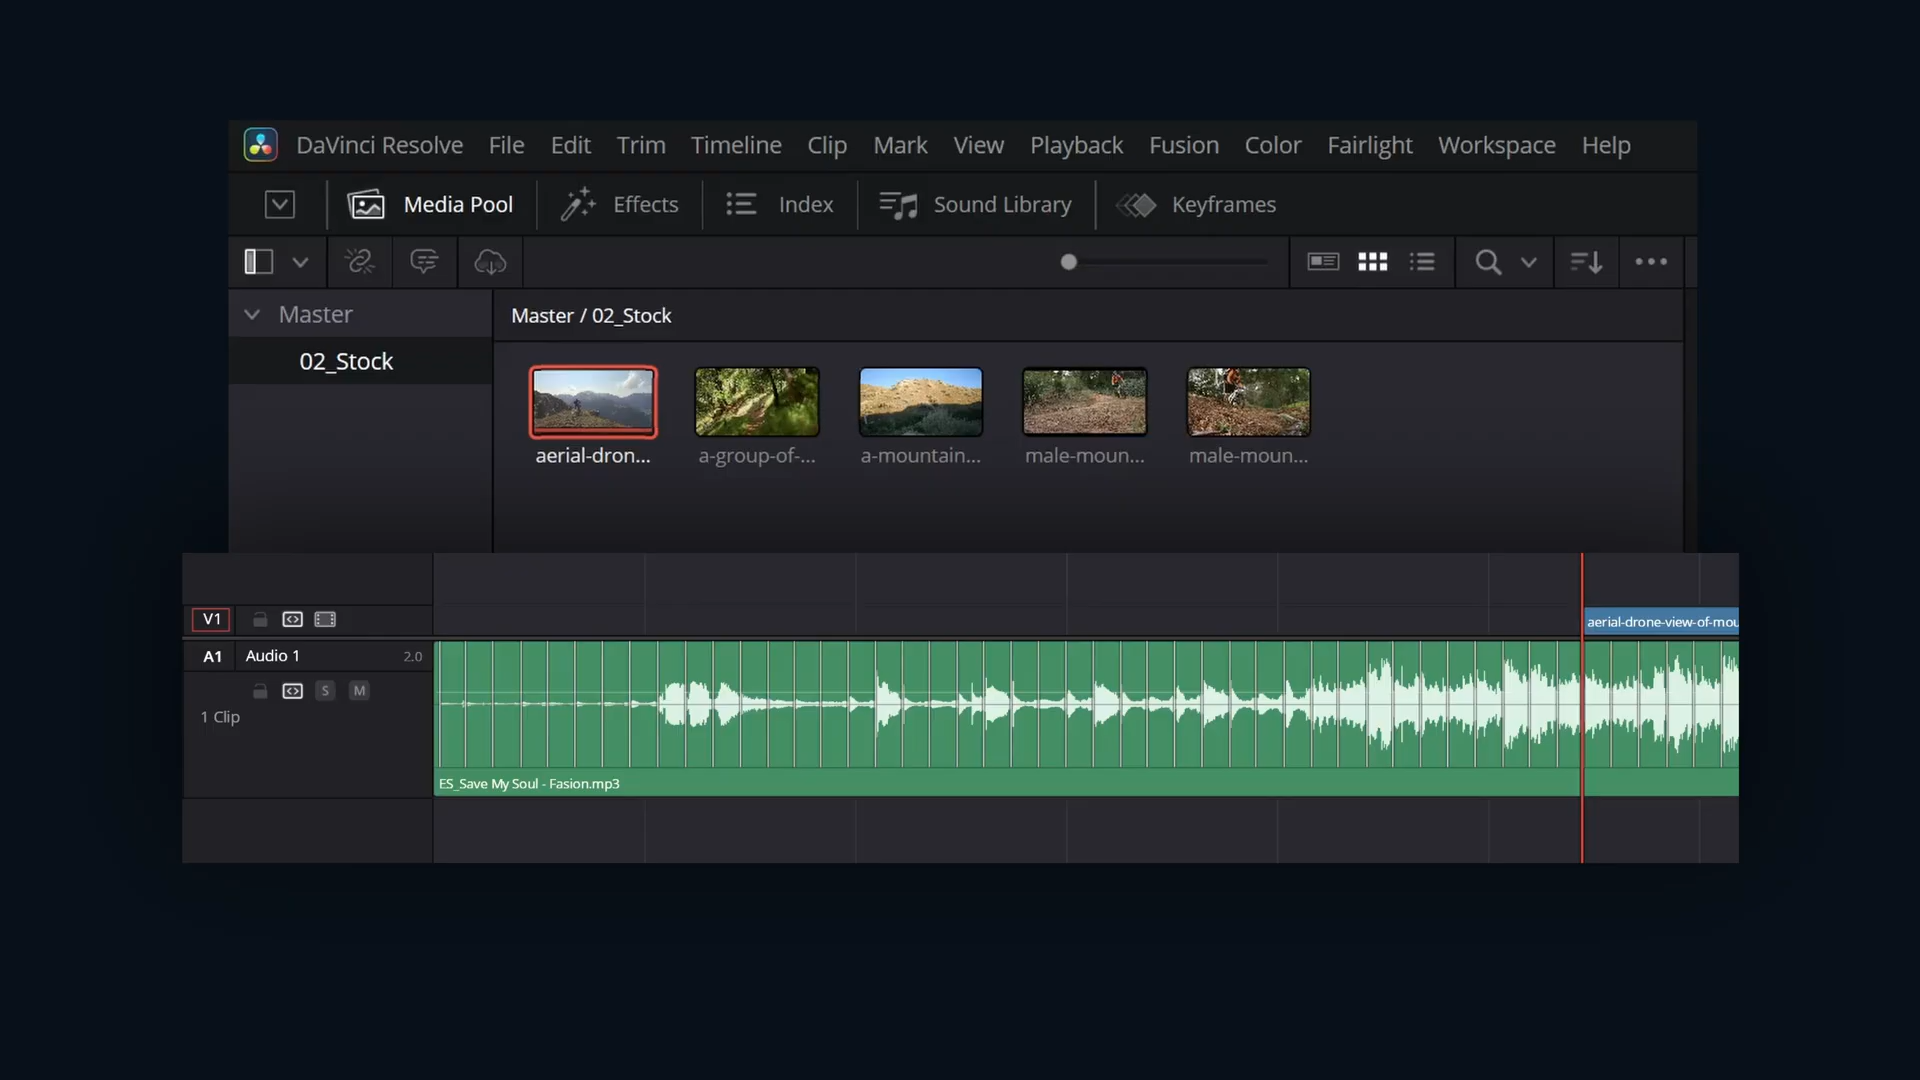 DaVinci Resolve File Edit Trim Timeline Clip Mark View Playback Fusion Color Fairlight Workspace Help
Media Pool Effects Index Sound Library Keyframes
Master
Master / 02_Stock
02_Stock
aerial-dron... a-group-of-... a-mountain... male-moun... male-moun...
V1
aerial-drone-view-of-mou
A1 Audio 1 2.0
S M
1 Clip
ES_Save My Soul - Fasion.mp3